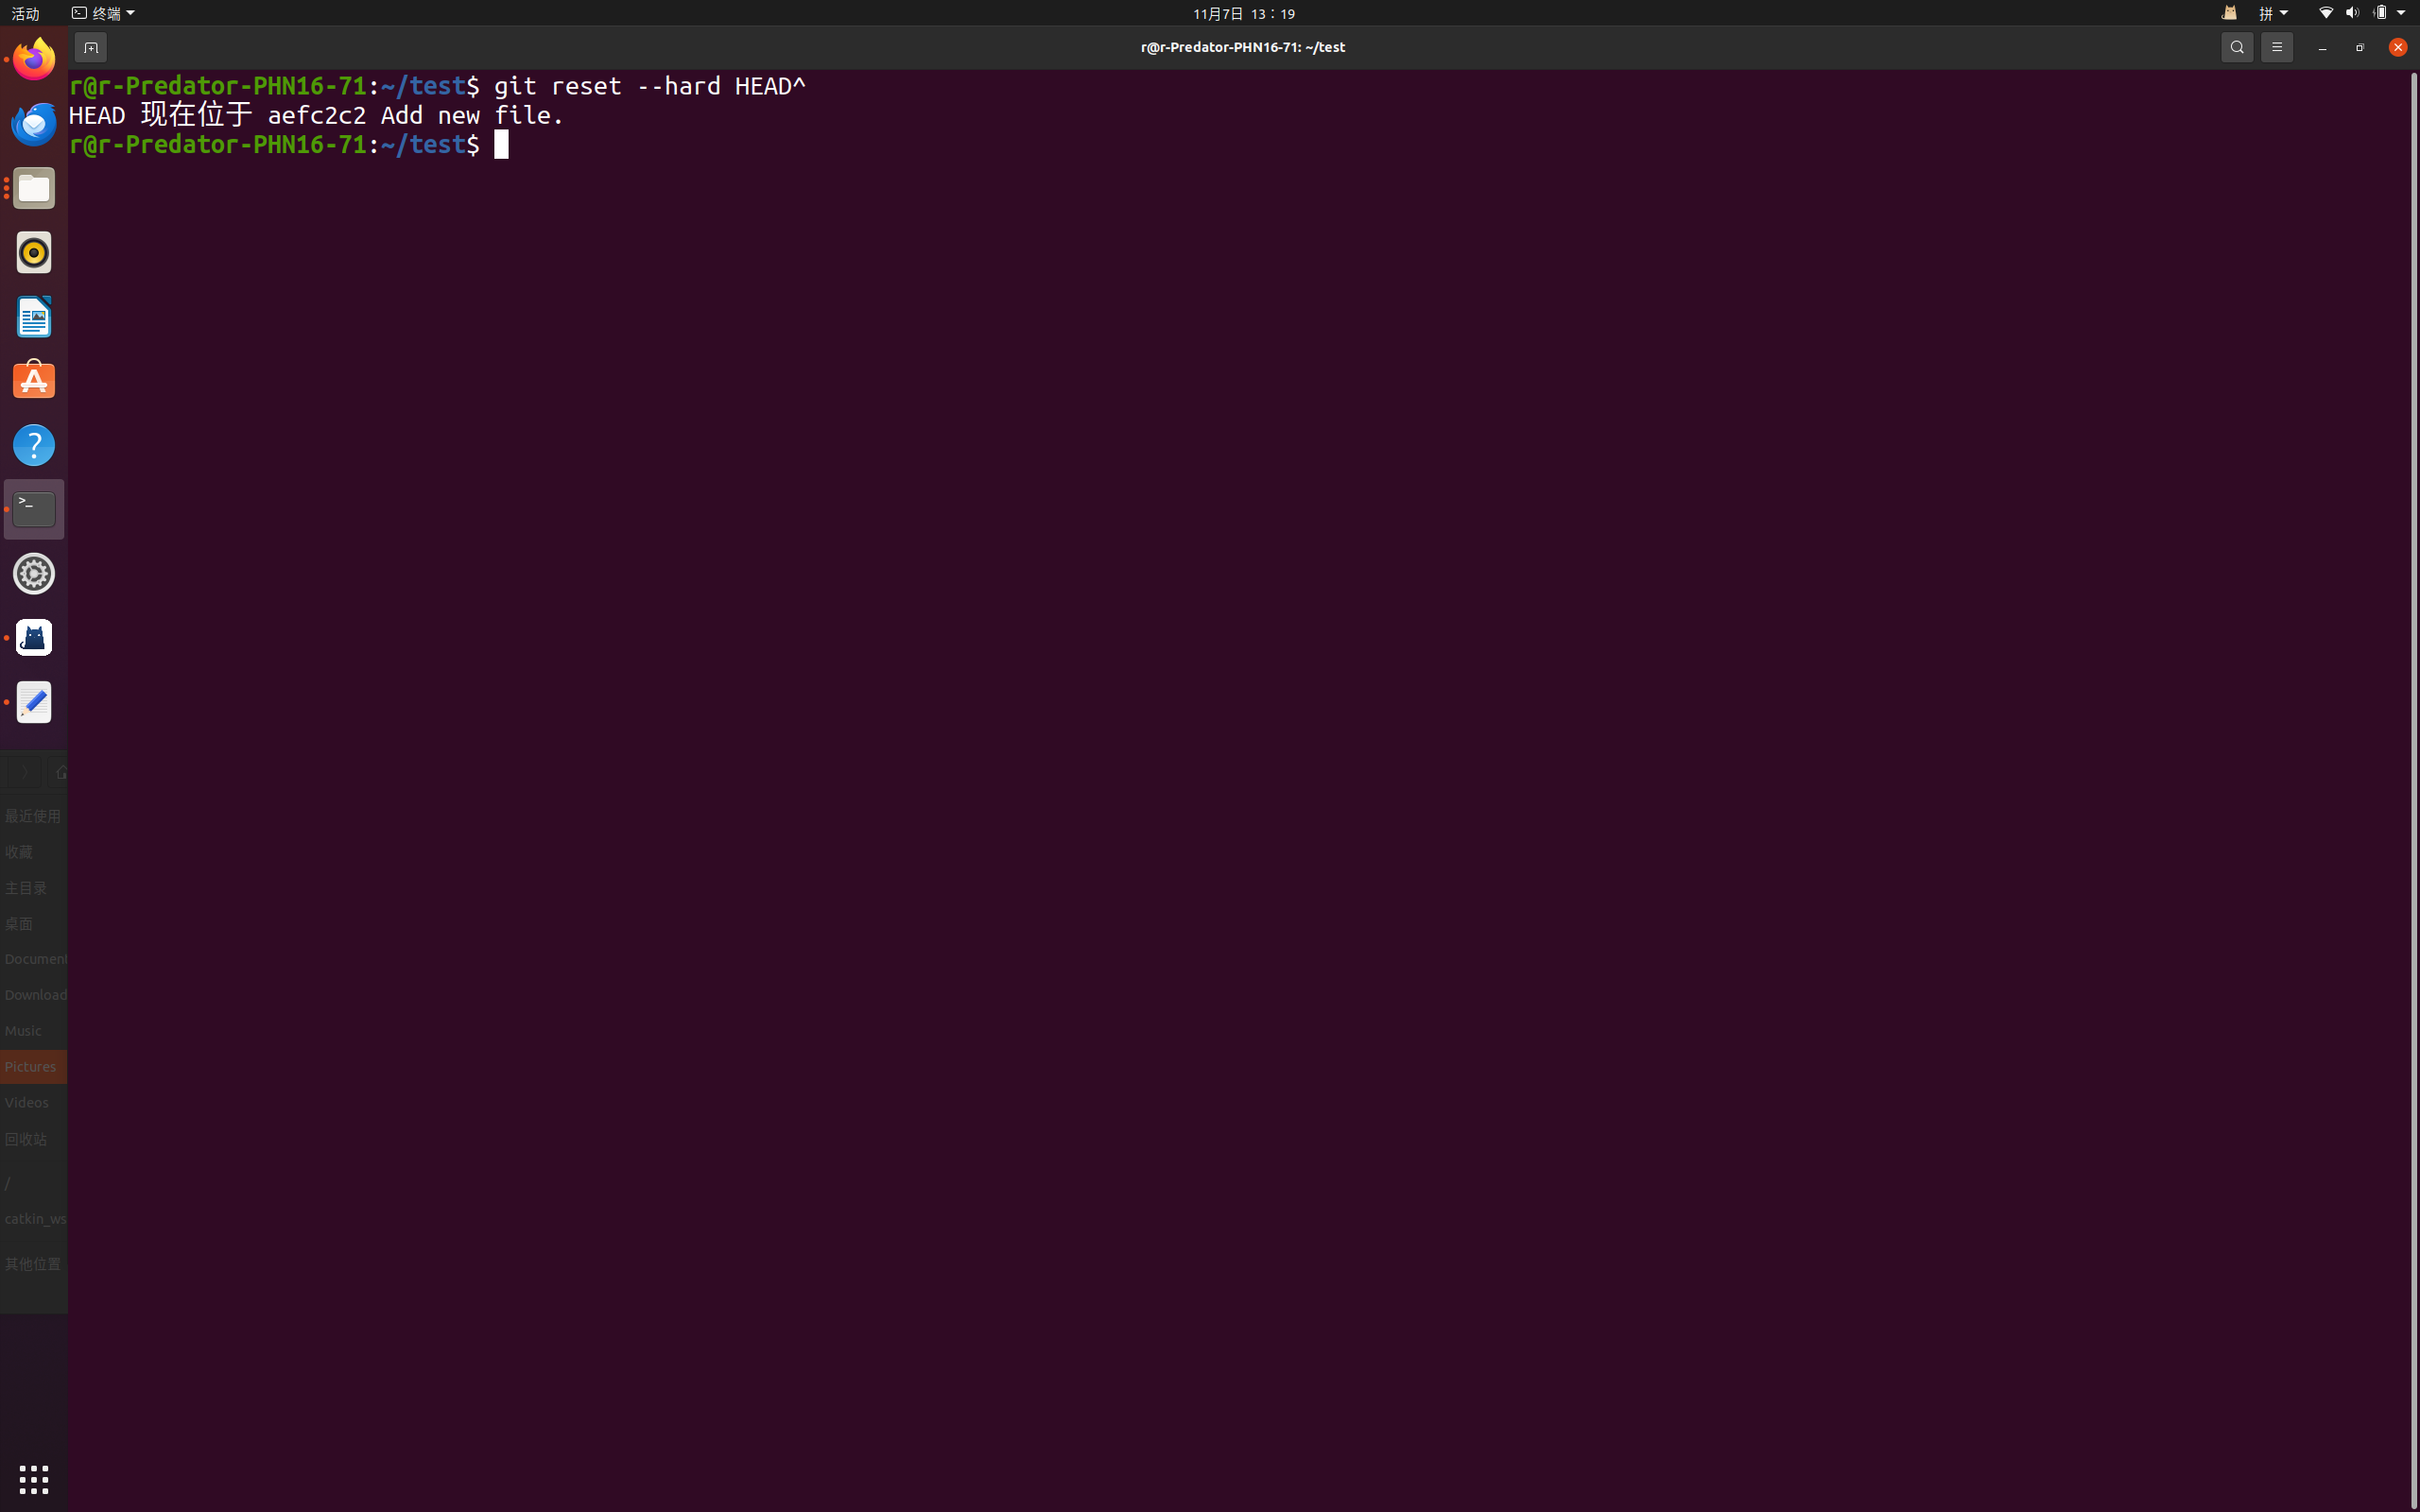 活动 终端 11月7日 13:19 拼
r@r-Predator-PHN16-71: ~/test
r@r-Predator-PHN16-71:~/test$ git reset --hard HEAD^
HEAD 现在位于 aefc2c2 Add new file.
r@r-Predator-PHN16-71:~/test$
最近使用
收藏
主目录
桌面
Document
Download
Music
Pictures
Videos
回收站
/
catkin_ws
其他位置